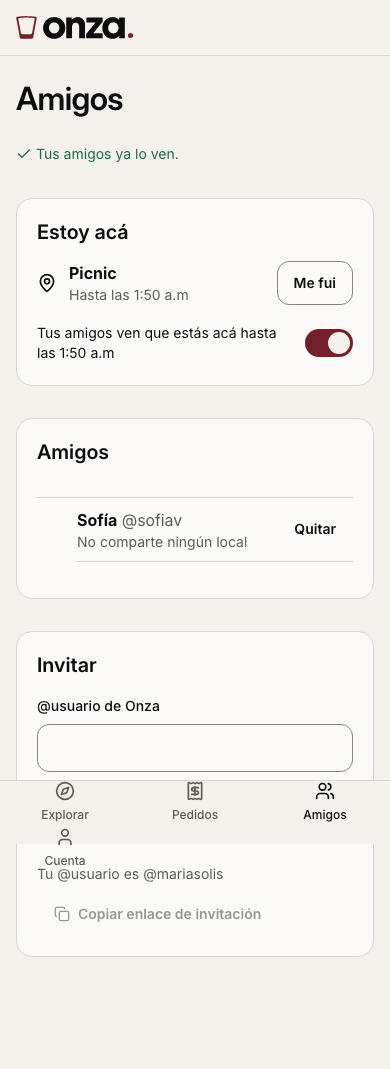 onza.
Amigos
Tus amigos ya lo ven.
Estoy acá
Picnic
Hasta las 1:50 a.m
Me fui
Tus amigos ven que estás acá hasta
las 1:50 a.m
Amigos
Sofía @sofiav
No comparte ningún local
Quitar
Invitar
@usuario de Onza
Explorar
Pedidos
Amigos
Cuenta
Tu @usuario es @mariasolis
Copiar enlace de invitación